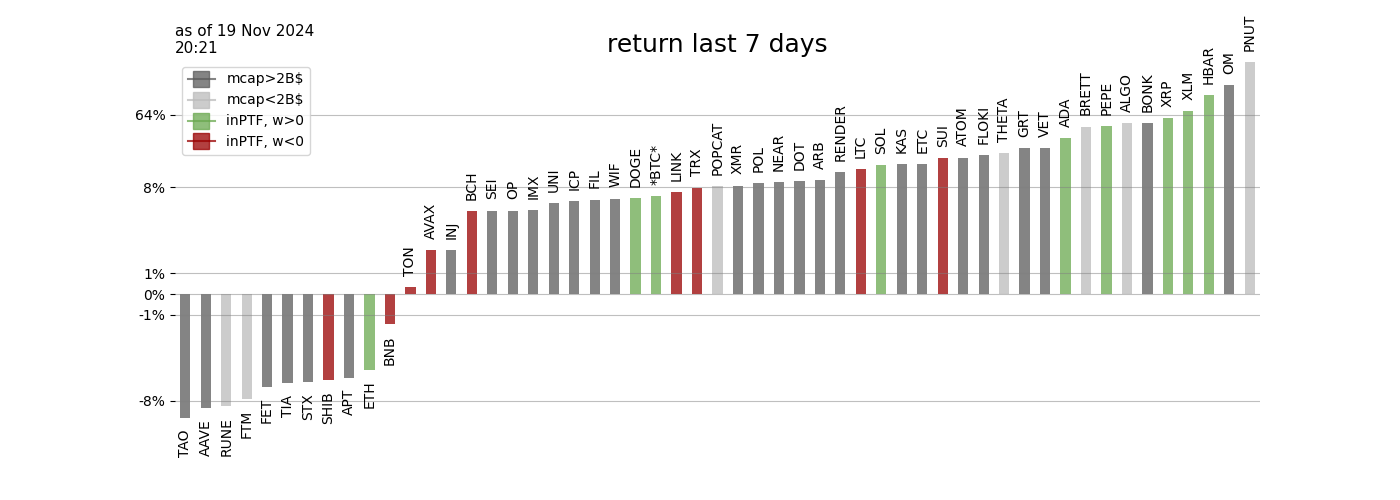 as of 19 Nov 2024
20:21
return last 7 days
mcap>2B$
mcap<2B$
inPTF, w>0
inPTF, w<0
64%
8%
1%
0%
-1%
-8%
TAO
AAVE
RUNE
FTM
FET
TIA
STX
SHIB
APT
ETH
BNB
TON
AVAX
INJ
BCH
SEI
OP
IMX
UNI
ICP
FIL
WIF
DOGE
*BTC*
LINK
TRX
POPCAT
XMR
POL
NEAR
DOT
ARB
RENDER
LTC
SOL
KAS
ETC
SUI
ATOM
FLOKI
THETA
GRT
VET
ADA
BRETT
PEPE
ALGO
BONK
XRP
XLM
HBAR
OM
PNUT